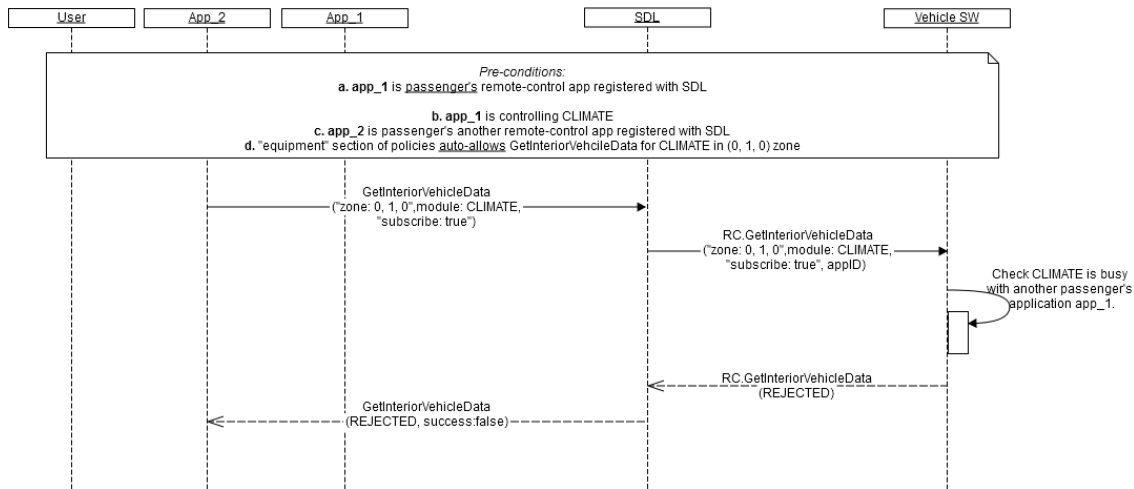 User
App_2
App_1
SDL
Vehicle SW
Pre-conditions:
a. app_1 is passenger's remote-control app registered with SDL
b. app_1 is controlling CLIMATE
c. app_2 is passenger's another remote-control app registered with SDL
d. "equipment" section of policies auto-allows GetInteriorVehcileData for CLIMATE in (0, 1, 0) zone
GetInteriorVehicleData
("zone: 0, 1, 0",module: CLIMATE,
"subscribe: true")
RC.GetInteriorVehicleData
("zone: 0, 1, 0",module: CLIMATE,
"subscribe: true", appID)
Check CLIMATE is busy
with another passenger's
application app_1.
RC.GetInteriorVehicleData
(REJECTED)
GetInteriorVehicleData
(REJECTED, success:false)